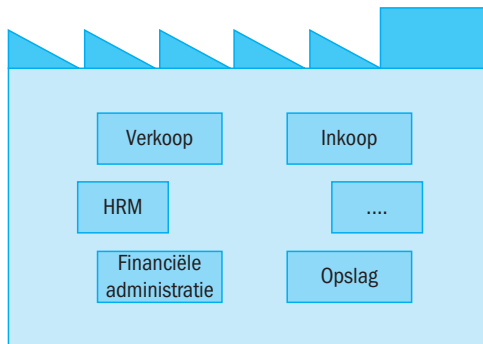 Verkoop
Inkoop
HRM
....
Financiële
administratie
Opslag